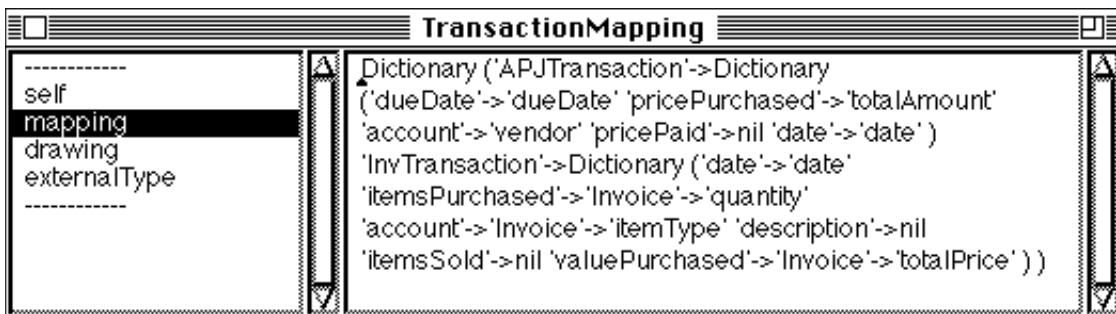 TransactionMapping
------------
self
mapping
drawing
externalType
------------
Dictionary ('APJTransaction'->Dictionary
('dueDate'->'dueDate' 'pricePurchased'->'totalAmount'
'account'->'vendor' 'pricePaid'->nil 'date'->'date' )
'InvTransaction'->Dictionary ('date'->'date'
'itemsPurchased'->'Invoice'->'quantity'
'account'->'Invoice'->'itemType' 'description'->nil
'itemsSold'->nil 'valuePurchased'->'Invoice'->'totalPrice' ) )